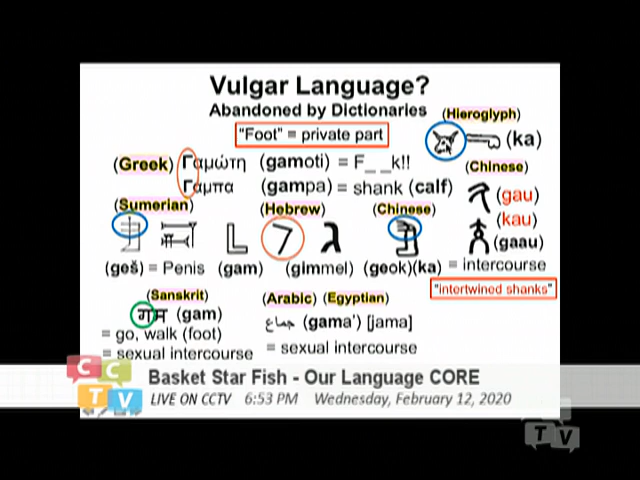 Vulgar Language?
Abandoned by Dictionaries
"Foot" = private part
(Hieroglyph)
(ka)
(Greek) Γαμώτη (gamoti) = F__k!!
Γαμπα (gampa) = shank (calf)
(Chinese)
(gau)
(kau)
(gaau)
= intercourse
"intertwined shanks"
(Sumerian) (Hebrew) (Chinese)
ג
(geš) = Penis (gam) (gimmel) (geok)(ka)
(Sanskrit)
गम (gam)
= go, walk (foot)
= sexual intercourse
(Arabic) (Egyptian)
جماع (gama') [jama]
= sexual intercourse
CCTV
Basket Star Fish - Our Language CORE
LIVE ON CCTV 6:53 PM Wednesday, February 12, 2020
TV